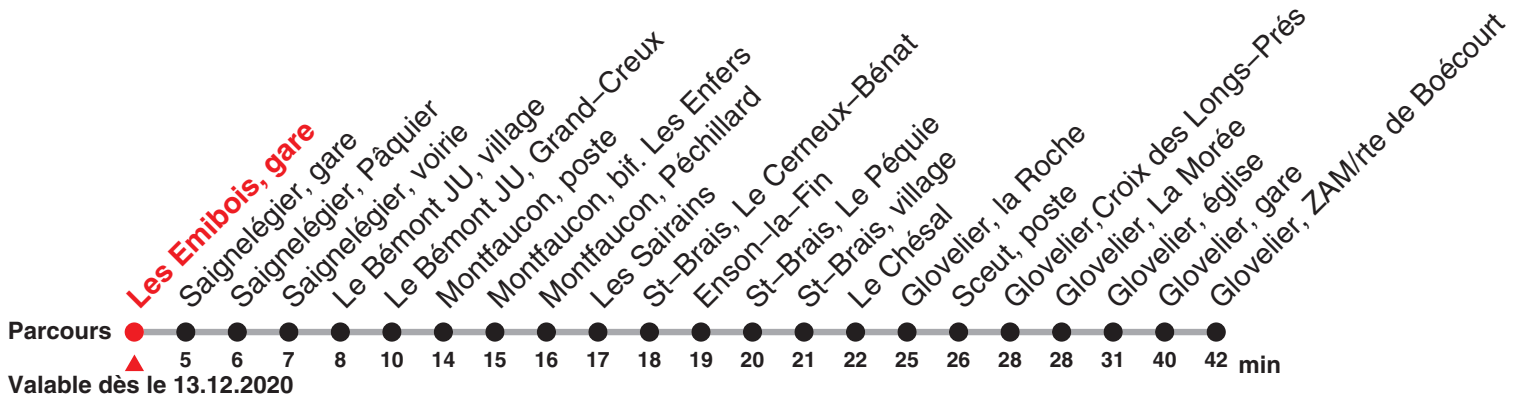 Les Emibois, gare
Saignelégier, gare
Saignelégier, Pâquier
Saignelégier, voirie
Le Bémont JU, village
Le Bémont JU, Grand–Creux
Montfaucon, poste
Montfaucon, bif. Les Enfers
Montfaucon, Péchillard
Les Sairains
St–Brais, Le Cerneux–Bénat
Enson–la–Fin
St–Brais, Le Péquie
St–Brais, village
Le Chésal
Glovelier, la Roche
Sceut, poste
Glovelier, Croix des Longs–Prés
Glovelier, La Morée
Glovelier, église
Glovelier, gare
Glovelier, ZAM/rte de Boécourt
Parcours
5 6 7 8 10 14 15 16 17 18 19 20 21 22 25 26 28 28 31 40 42 min
Valable dès le 13.12.2020